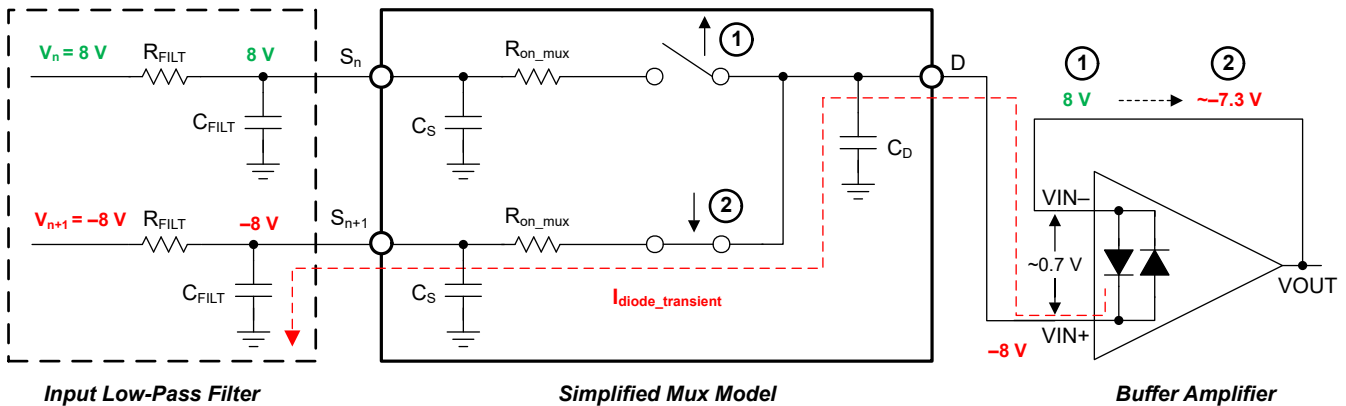 Vn = 8 V
RFILT
8 V
CFILT
Sn
Ron_mux
1
CS
CD
D
1
2
8 V
~–7.3 V
Vn+1 = –8 V
RFILT
–8 V
CFILT
Sn+1
Ron_mux
2
CS
Idiode_transient
VIN–
~0.7 V
VIN+
–8 V
VOUT
Input Low-Pass Filter
Simplified Mux Model
Buffer Amplifier